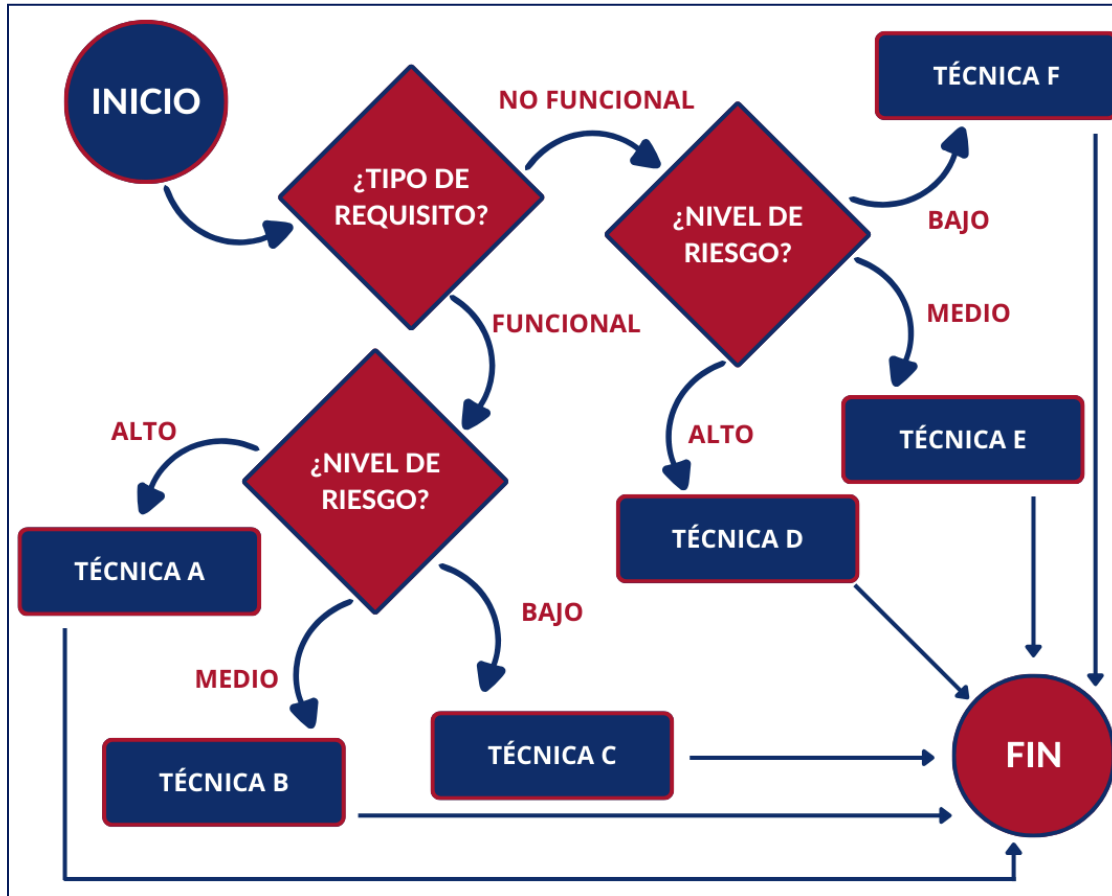 INICIO
¿TIPO DE
REQUISITO?
NO FUNCIONAL
¿NIVEL DE
RIESGO?
TÉCNICA F
BAJO
MEDIO
TÉCNICA E
ALTO
TÉCNICA D
FUNCIONAL
¿NIVEL DE
RIESGO?
ALTO
TÉCNICA A
MEDIO
TÉCNICA B
BAJO
TÉCNICA C
FIN